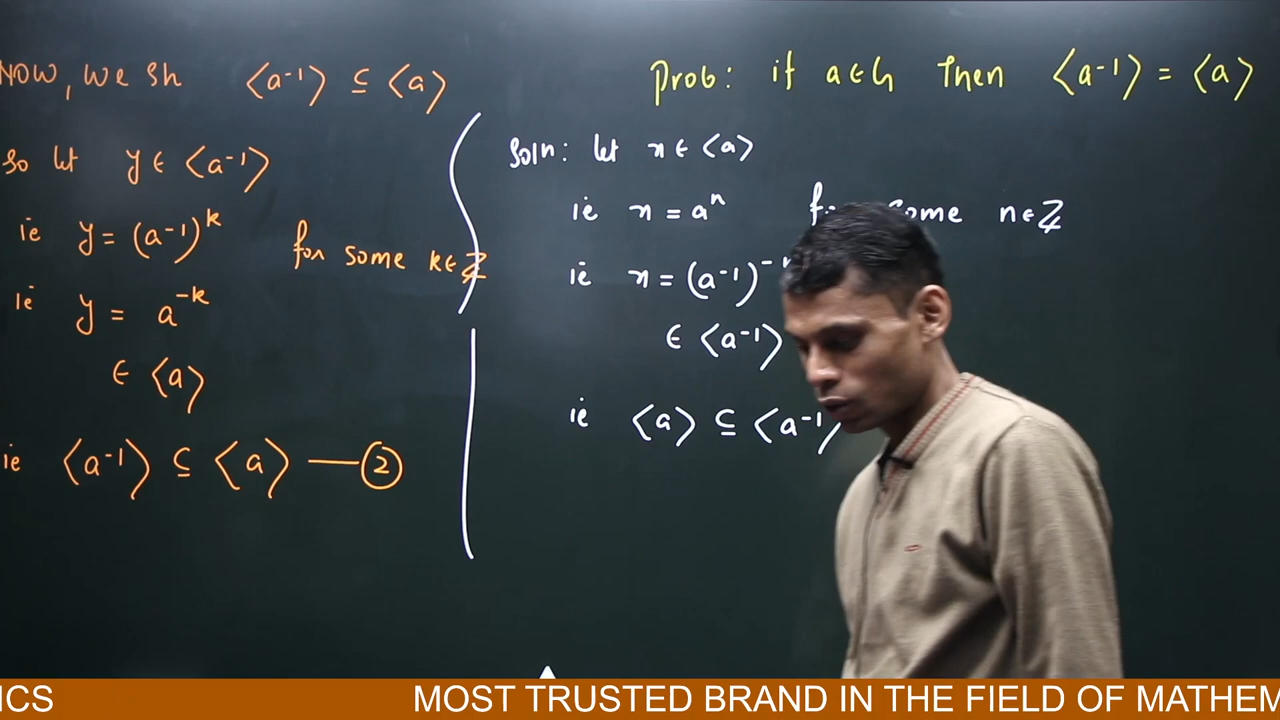 Prob: if a∈G Then ⟨a⁻¹⟩ = ⟨a⟩
Soln: let x∈ ⟨a⟩
ie x = aⁿ some n∈ℤ
ie x = (a⁻¹)
∈ ⟨a⁻¹⟩
ie ⟨a⟩ ⊆ ⟨a⁻¹⟩
NOW, We Sh ⟨a⁻¹⟩ ⊆ ⟨a⟩
So let y∈ ⟨a⁻¹⟩
ie y = (a⁻¹)ᵏ for some k∈ℤ
ie y = a⁻ᵏ
∈ ⟨a⟩
ie ⟨a⁻¹⟩ ⊆ ⟨a⟩ —②
ICS MOST TRUSTED BRAND IN THE FIELD OF MATHEM